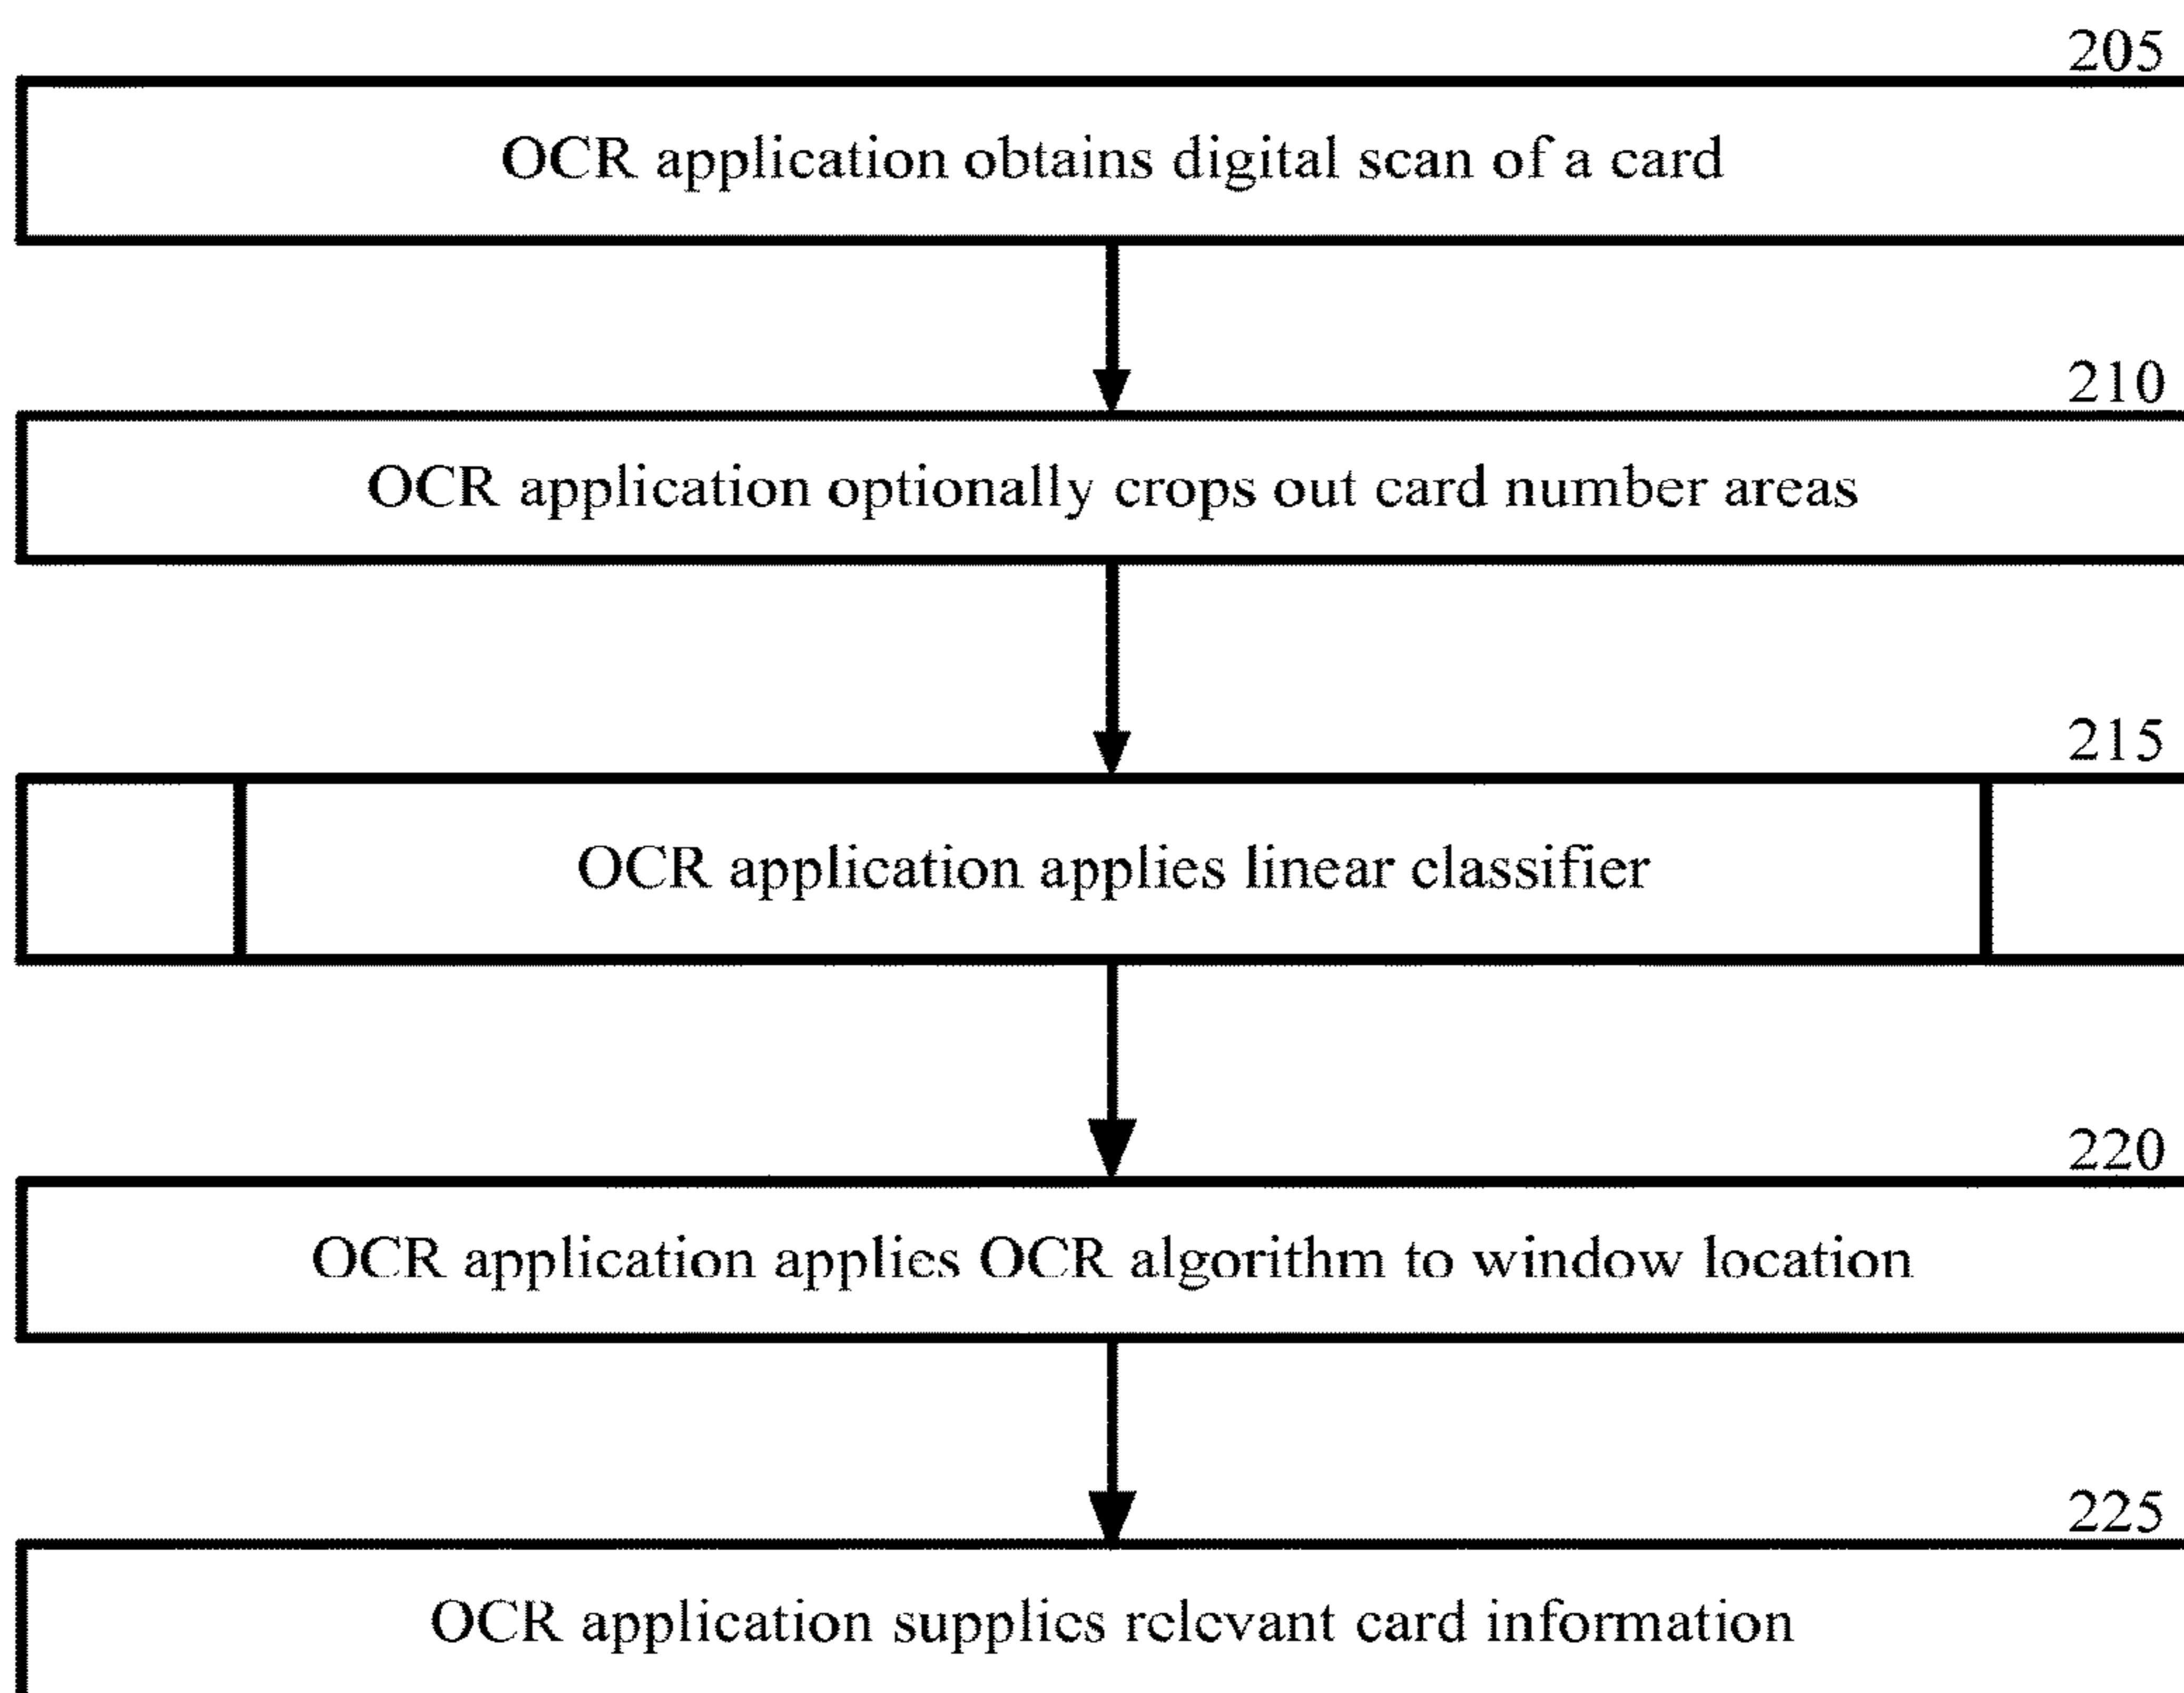 205
OCR application obtains digital scan of a card
210
OCR application optionally crops out card number areas
215
OCR application applies linear classifier
220
OCR application applies OCR algorithm to window location
225
OCR application supplies relevant card information